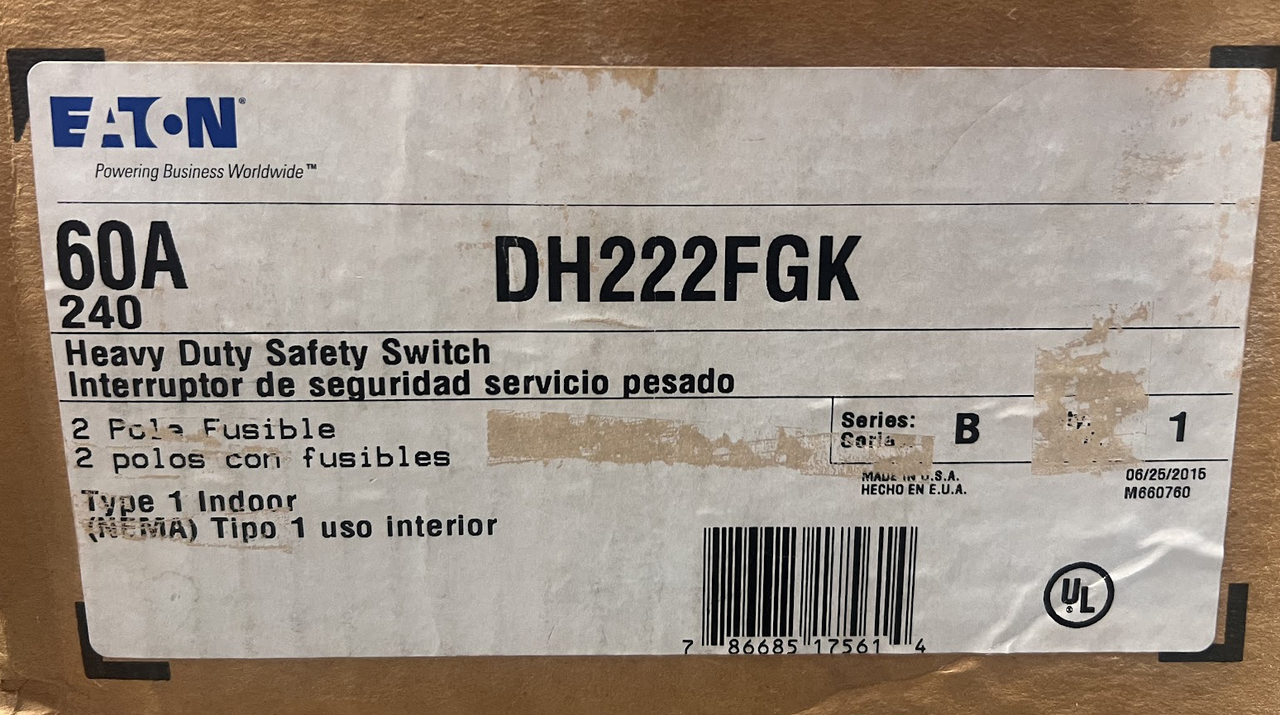 EATON®
Powering Business Worldwide™
60A
240
DH222FGK
Heavy Duty Safety Switch
Interruptor de seguridad servicio pesado
2 Pole Fusible
2 polos con fusibles
Type 1 Indoor
(NEMA) Tipo 1 uso interior
Series: B
Serie
1
MADE IN U.S.A.
HECHO EN E.U.A.
06/25/2015
M660760
7 86685 17561 4
UL